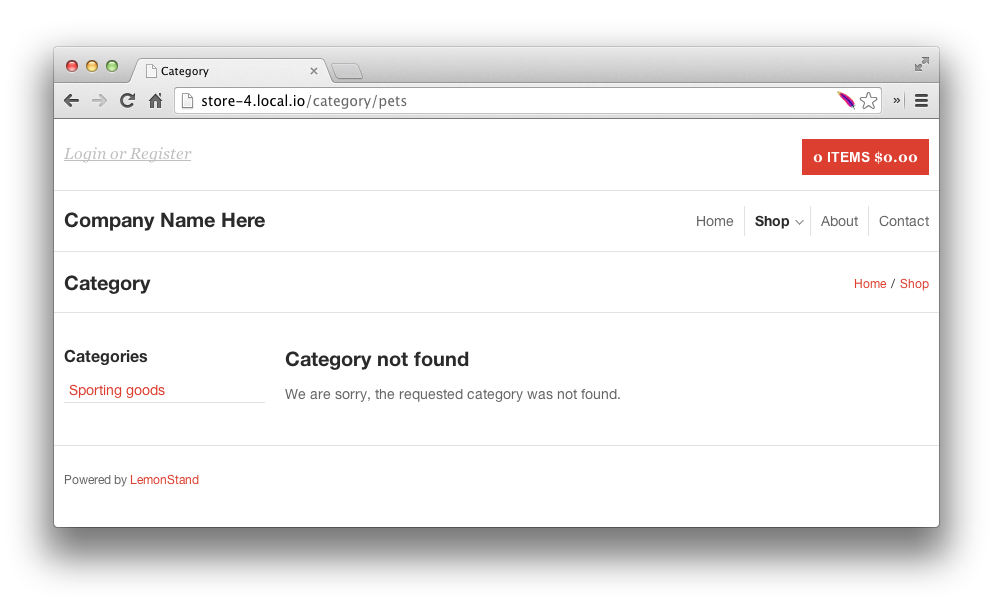 Category
store-4.local.io/category/pets
»
Login or Register
0 ITEMS $0.00
Company Name Here
Home Shop About Contact
Category
Home / Shop
Categories
Sporting goods
Category not found
We are sorry, the requested category was not found.
Powered by LemonStand